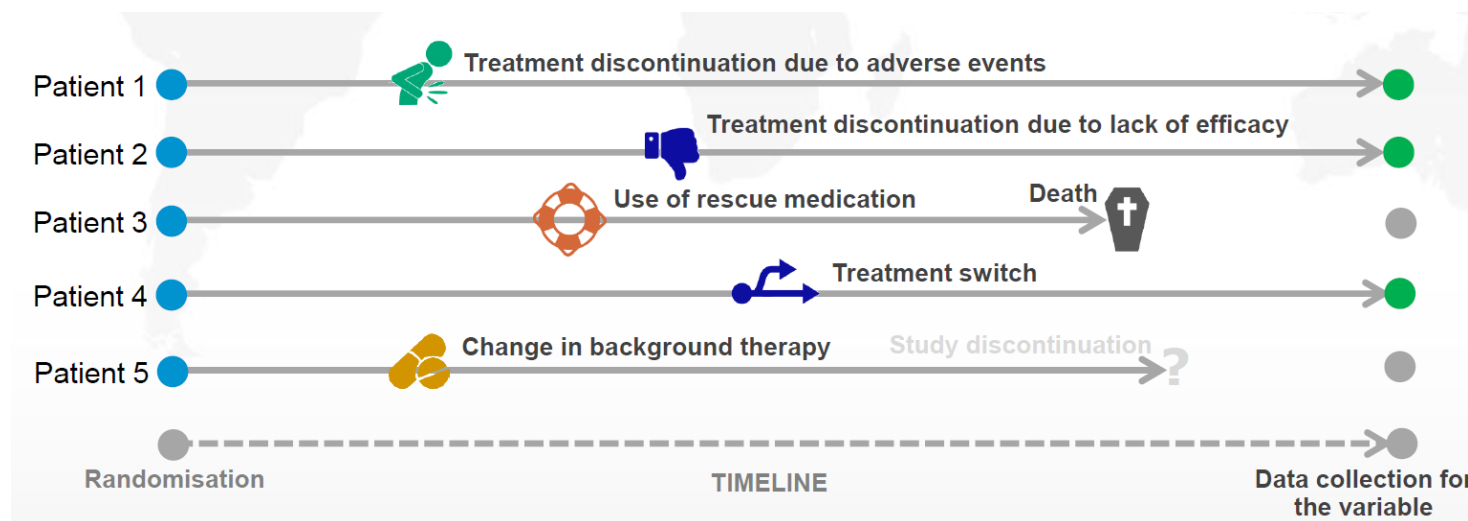 Treatment discontinuation due to adverse events
Patient 1
Treatment discontinuation due to lack of efficacy
Patient 2
Use of rescue medication
Death
Patient 3
Treatment switch
Patient 4
Change in background therapy
Study discontinuation
?
Patient 5
Randomisation
TIMELINE
Data collection for
the variable